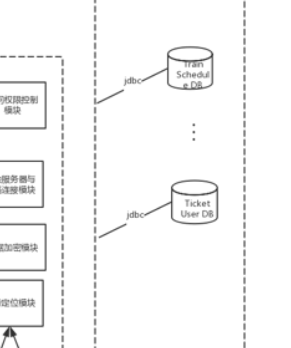 权限控制
模块
服务器与
连接模块
加密模块
定位模块
jdbc
Train
Schedul
e DB
jdbc
Ticket
User DB